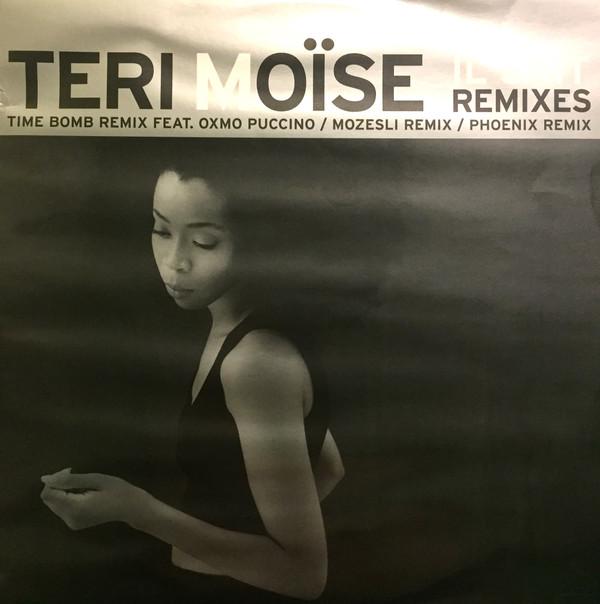 TERI MOÏSE
REMIXES
TIME BOMB REMIX FEAT. OXMO PUCCINO / MOZESLI REMIX / PHOENIX REMIX